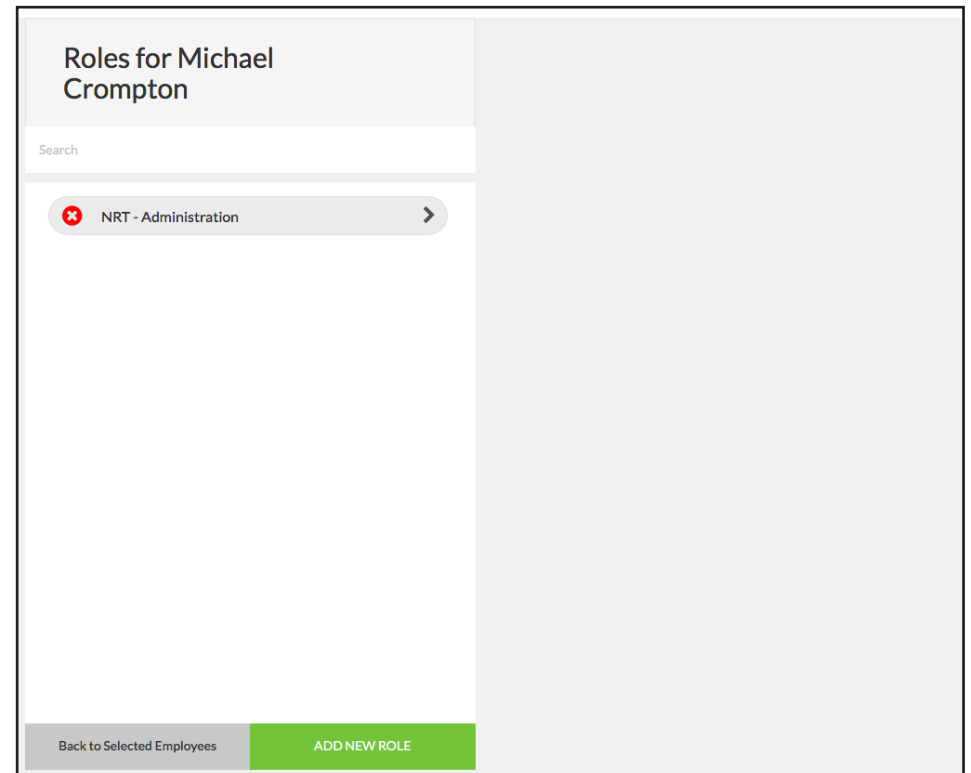 Roles for Michael
Crompton
Search
NRT - Administration
Back to Selected Employees
ADD NEW ROLE